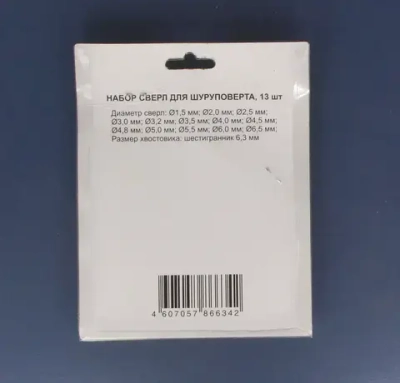 НАБОР СВЕРЛ ДЛЯ ШУРУПОВЕРТА, 13 шт
Диаметр сверл: Ø1,5 мм; Ø2,0 мм; Ø2,5 мм;
Ø3,0 мм; Ø3,2 мм; Ø3,5 мм; Ø4,0 мм; Ø4,5 мм;
Ø4,8 мм; Ø5,0 мм; Ø5,5 мм; Ø6,0 мм; Ø6,5 мм;
Размер хвостовика: шестигранник 6,3 мм
4 607057 866342